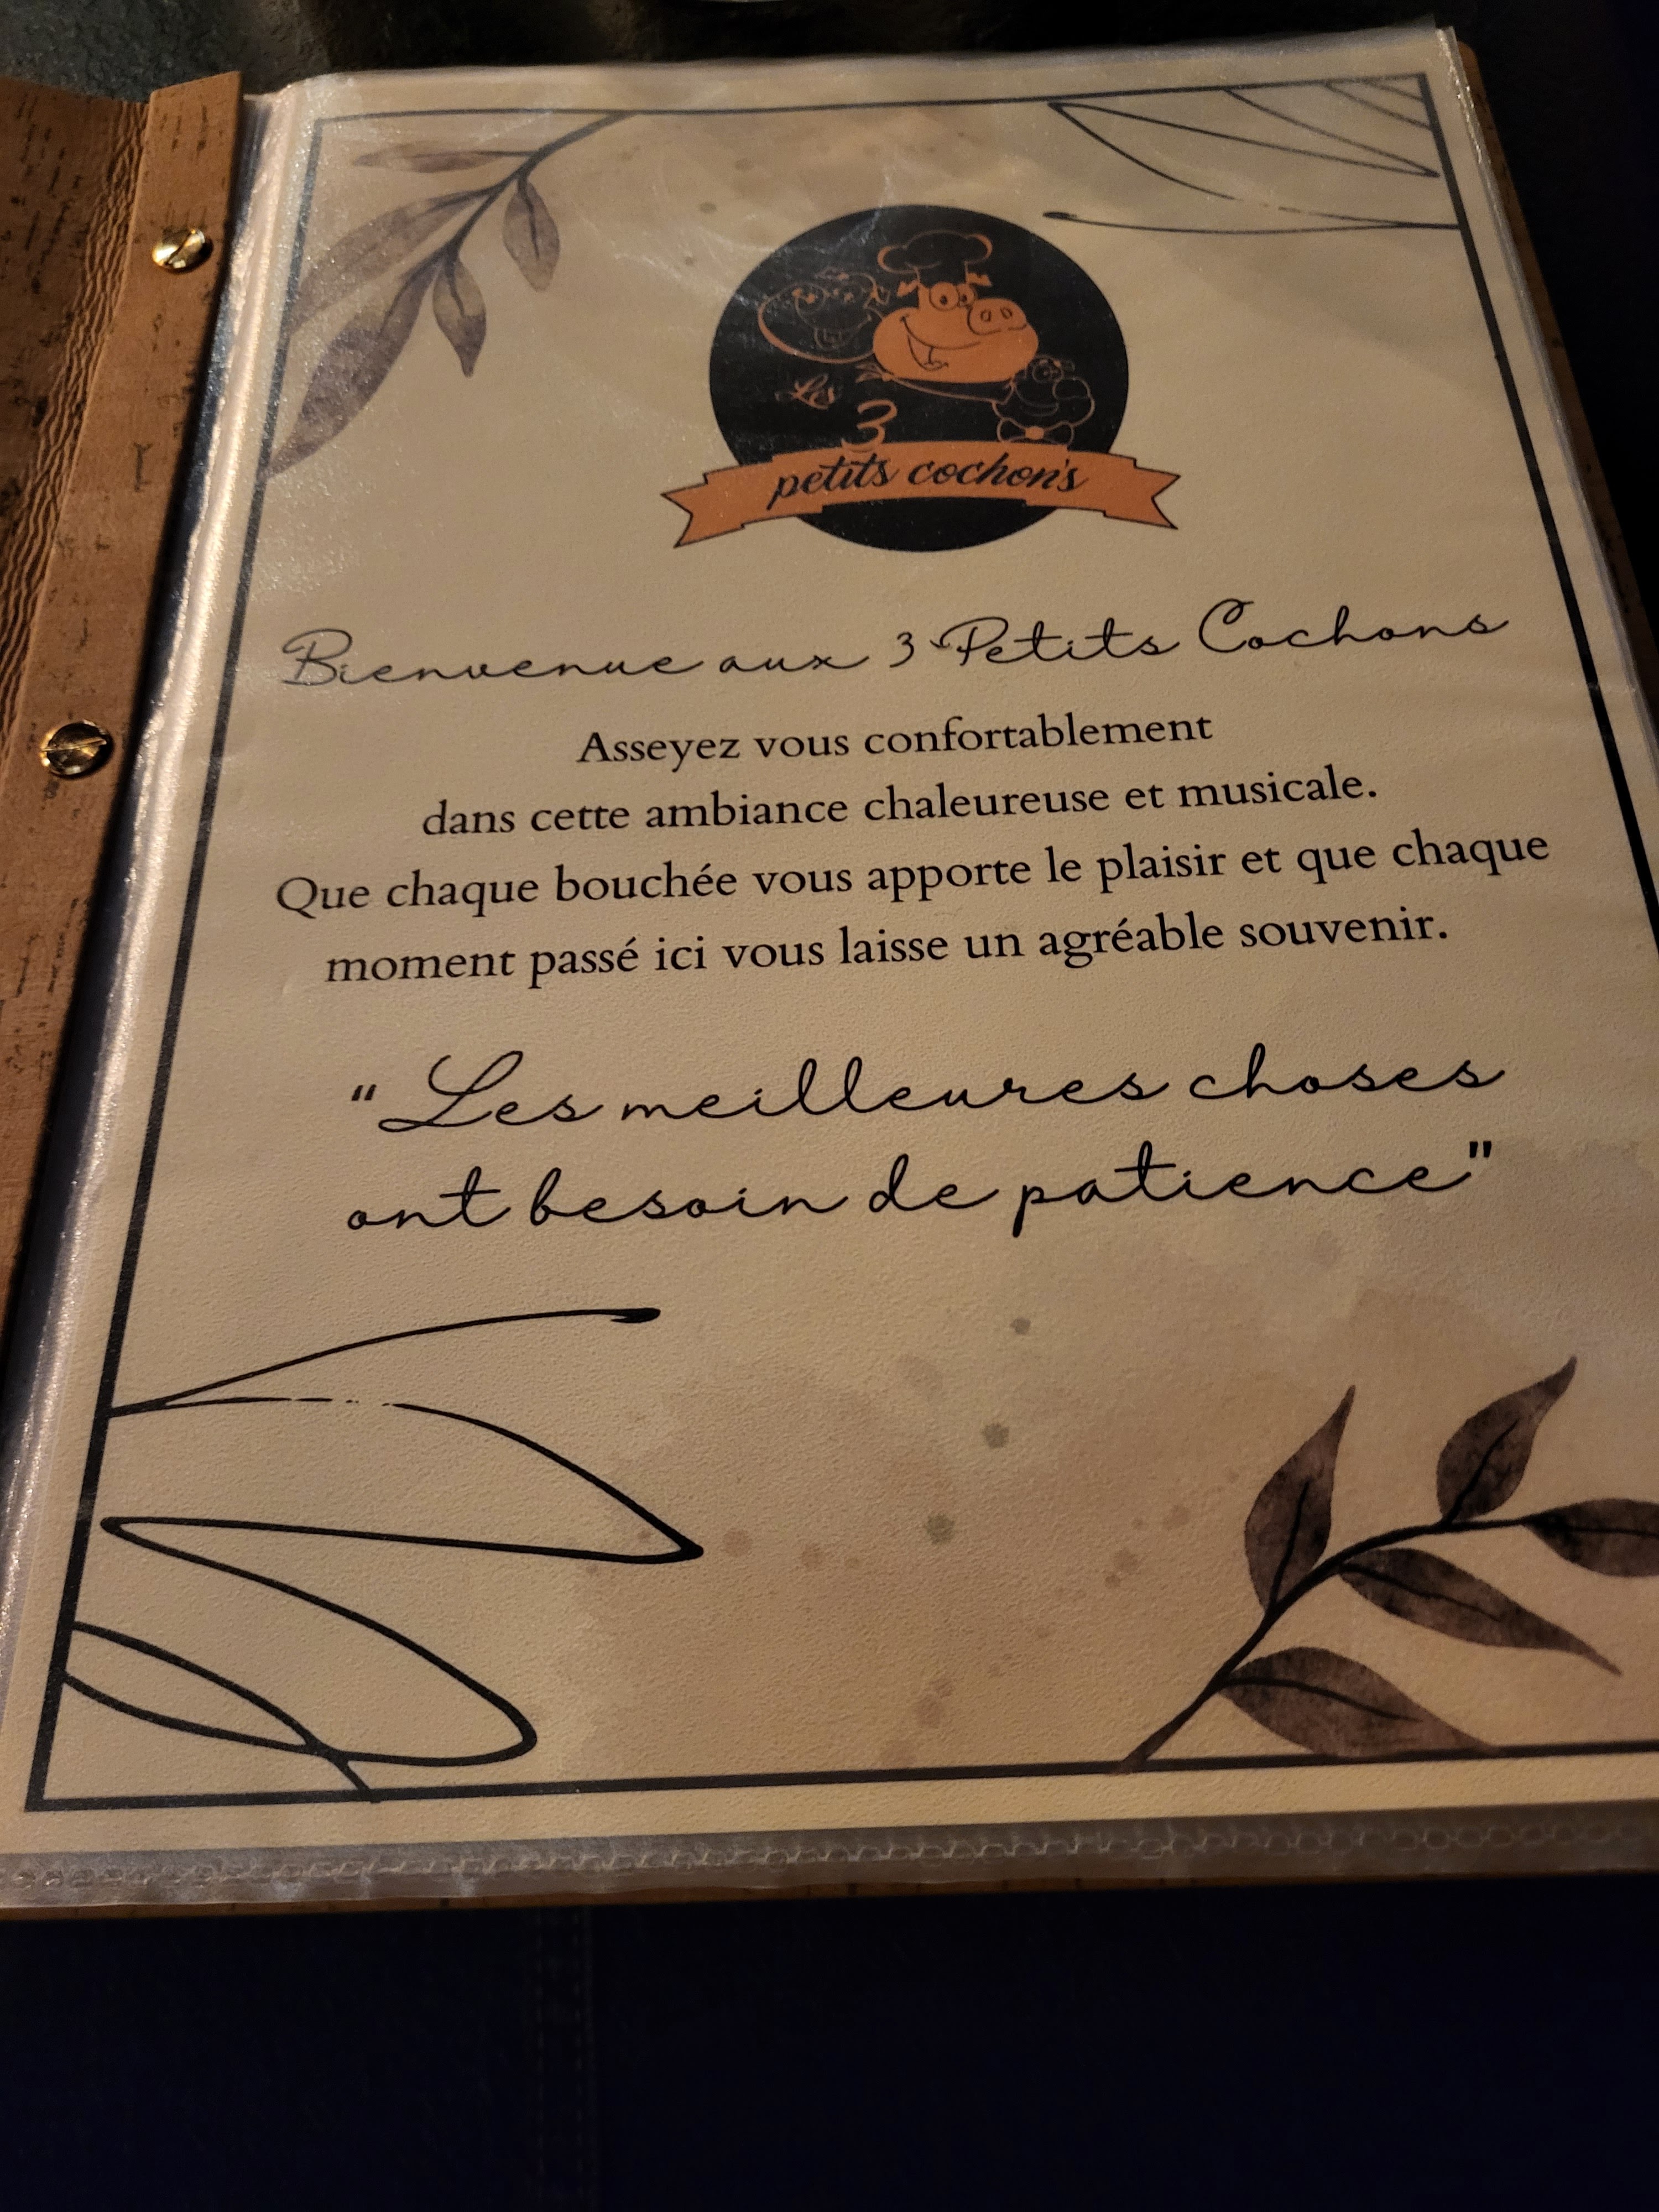 Les
3
petits cochon's
Bienvenue aux 3 Petits Cochons
Asseyez vous confortablement
dans cette ambiance chaleureuse et musicale.
Que chaque bouchée vous apporte le plaisir et que chaque
moment passé ici vous laisse un agréable souvenir.
“Les meilleures choses
ont besoin de patience"